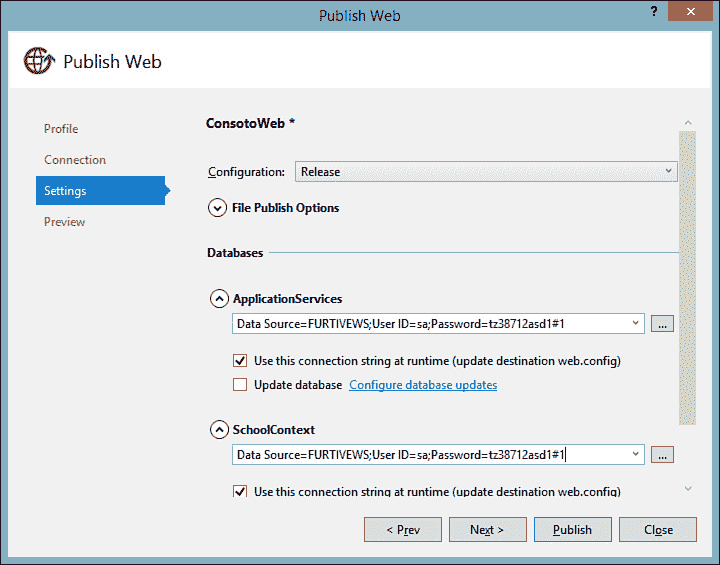 Publish Web
?
Publish Web
Profile
Connection
Settings
Preview
ConsotoWeb *
Configuration: Release
File Publish Options
Databases
ApplicationServices
Data Source=FURTIVEWS;User ID=sa;Password=tz38712asd1#1
...
Use this connection string at runtime (update destination web.config)
Update database Configure database updates
SchoolContext
Data Source=FURTIVEWS;User ID=sa;Password=tz38712asd1#1
...
Use this connection string at runtime (update destination web.config)
< Prev
Next >
Publish
Close